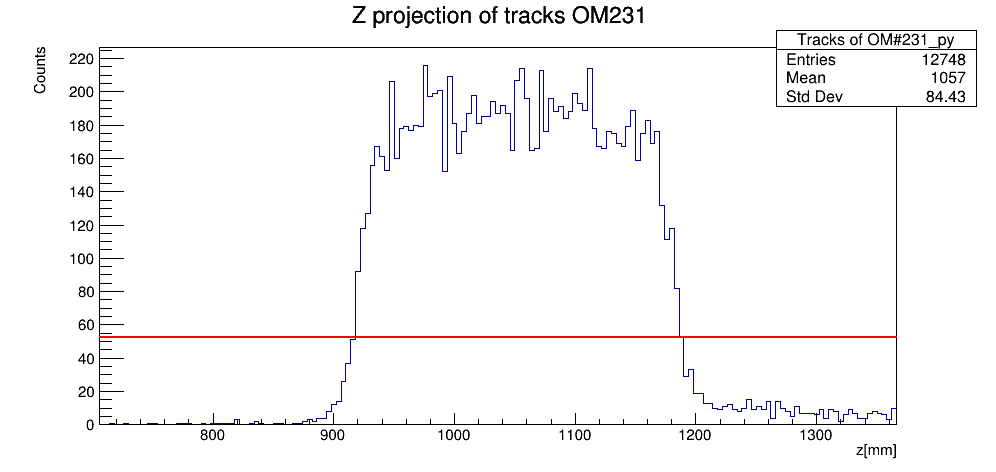 Z projection of tracks OM231
Counts
Tracks of OM#231_py
Entries 12748
Mean 1057
Std Dev 84.43
220
200
180
160
140
120
100
80
60
40
20
0
800 900 1000 1100 1200 1300
z[mm]